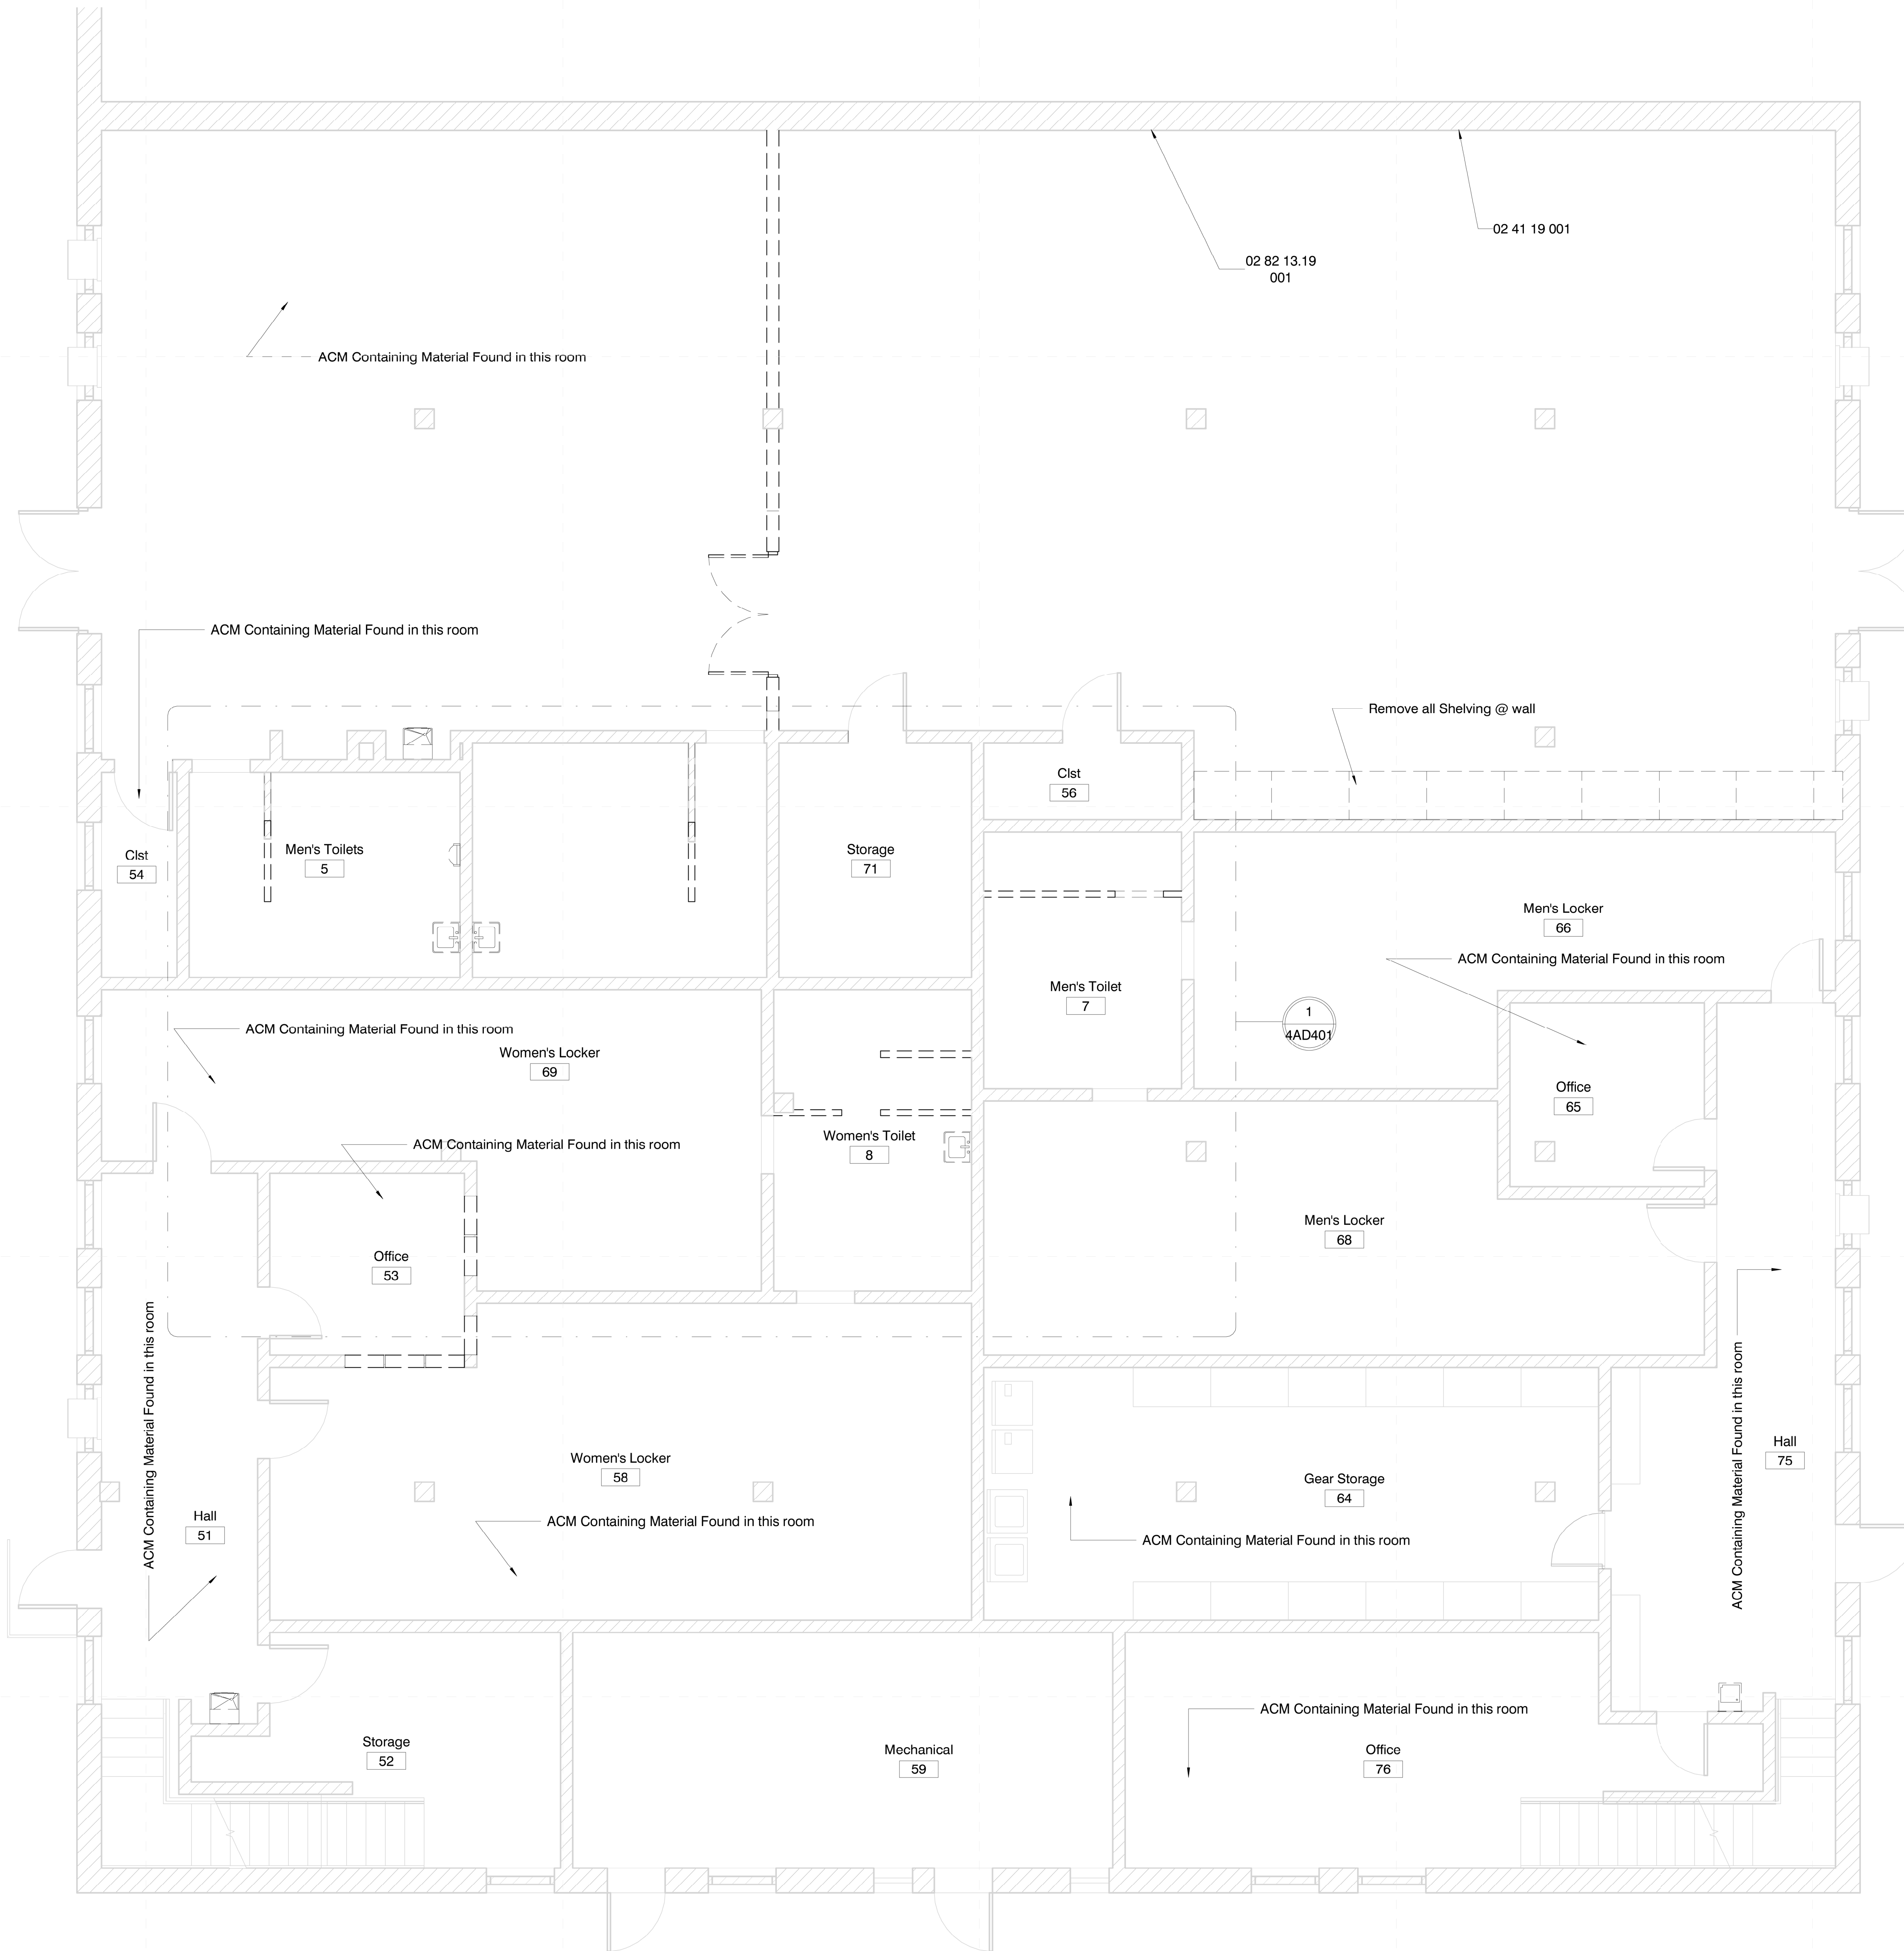 02 41 19 001
02 82 13.19
001
ACM Containing Material Found in this room
ACM Containing Material Found in this room
Remove all Shelving @ wall
Clst
56
Men's Toilets
5
Clst
54
Storage
71
Men's Locker
66
ACM Containing Material Found in this room
Men's Toilet
7
1
4AD401
ACM Containing Material Found in this room
Women's Locker
69
Office
65
Women's Toilet
8
ACM Containing Material Found in this room
Men's Locker
68
Office
53
ACM Containing Material Found in this room
ACM Containing Material Found in this room
Hall
75
Women's Locker
58
Gear Storage
64
Hall
51
ACM Containing Material Found in this room
ACM Containing Material Found in this room
ACM Containing Material Found in this room
Storage
52
Mechanical
59
Office
76